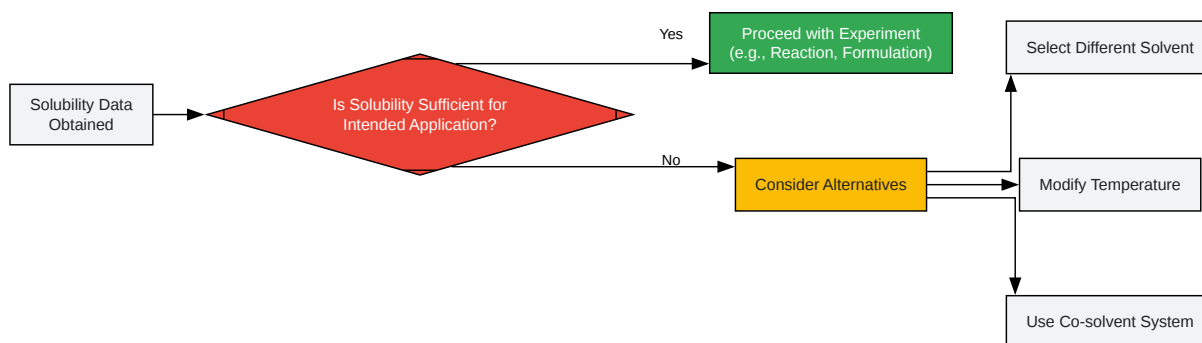 Solubility Data
Obtained
Is Solubility Sufficient for
Intended Application?
Yes
Proceed with Experiment
(e.g., Reaction, Formulation)
No
Consider Alternatives
Select Different Solvent
Modify Temperature
Use Co-solvent System